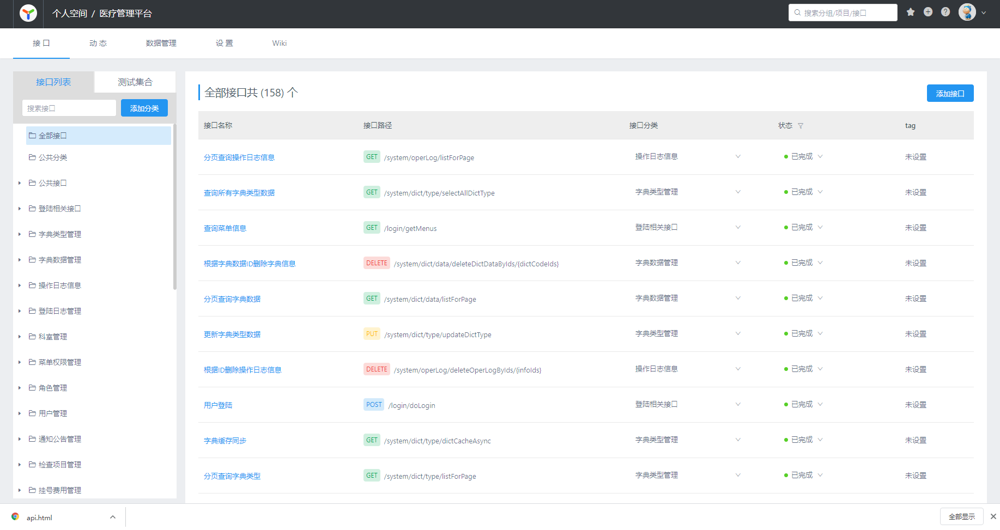 个人空间 / 医疗管理平台
搜索分组/项目/接口
接 口
动 态
数据管理
设 置
Wiki
接口列表
测试集合
搜索接口
添加分类
全部接口
公共分类
公共接口
登陆相关接口
字典类型管理
字典数据管理
操作日志信息
登陆日志管理
科室管理
菜单权限管理
角色管理
用户管理
通知公告管理
检查项目管理
挂号费用管理
全部接口共 (158) 个
添加接口
接口名称 接口路径 接口分类 状态 tag
分页查询操作日志信息 GET /system/operLog/listForPage 操作日志信息 已完成 未设置
查询所有字典类型数据 GET /system/dict/type/selectAllDictType 字典类型管理 已完成 未设置
查询菜单信息 GET /login/getMenus 登陆相关接口 已完成 未设置
根据字典数据ID删除字典信息 DELETE /system/dict/data/deleteDictDataByIds/{dictCodeIds} 字典数据管理 已完成 未设置
分页查询字典数据 GET /system/dict/data/listForPage 字典数据管理 已完成 未设置
更新字典类型数据 PUT /system/dict/type/updateDictType 字典类型管理 已完成 未设置
根据ID删除操作日志信息 DELETE /system/operLog/deleteOperLogByIds/{infoIds} 操作日志信息 已完成 未设置
用户登陆 POST /login/doLogin 登陆相关接口 已完成 未设置
字典缓存同步 GET /system/dict/type/dictCacheAsync 字典类型管理 已完成 未设置
分页查询字典类型 GET /system/dict/type/listForPage 字典类型管理 已完成 未设置
api.html
全部显示